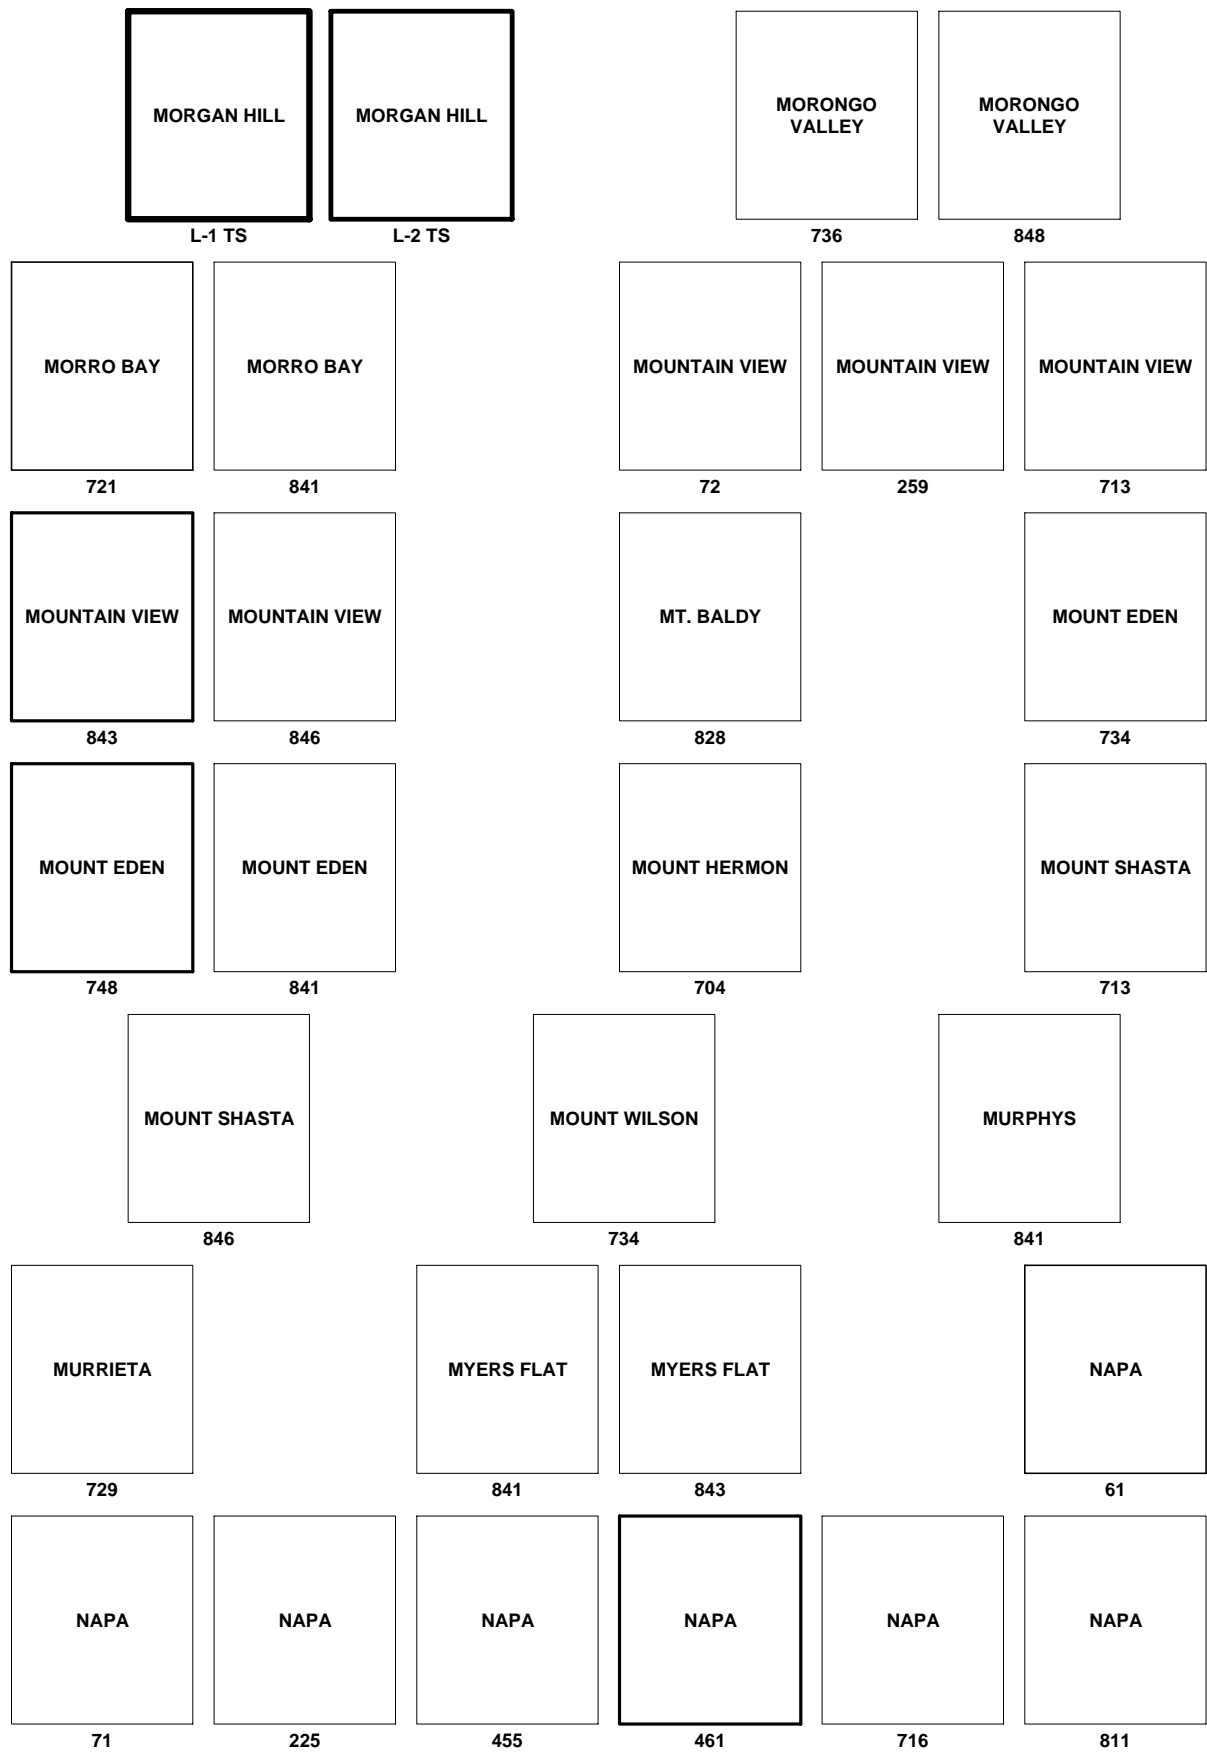 MORGAN HILL
MORGAN HILL
MORONGO
VALLEY
MORONGO
VALLEY
L-1 TS
L-2 TS
736
848
MORRO BAY
MORRO BAY
MOUNTAIN VIEW
MOUNTAIN VIEW
MOUNTAIN VIEW
721
841
72
259
713
MOUNTAIN VIEW
MOUNTAIN VIEW
MT. BALDY
MOUNT EDEN
843
846
828
734
MOUNT EDEN
MOUNT EDEN
MOUNT HERMON
MOUNT SHASTA
748
841
704
713
MOUNT SHASTA
MOUNT WILSON
MURPHYS
846
734
841
MURRIETA
MYERS FLAT
MYERS FLAT
NAPA
729
841
843
61
NAPA
NAPA
NAPA
NAPA
NAPA
NAPA
71
225
455
461
716
811